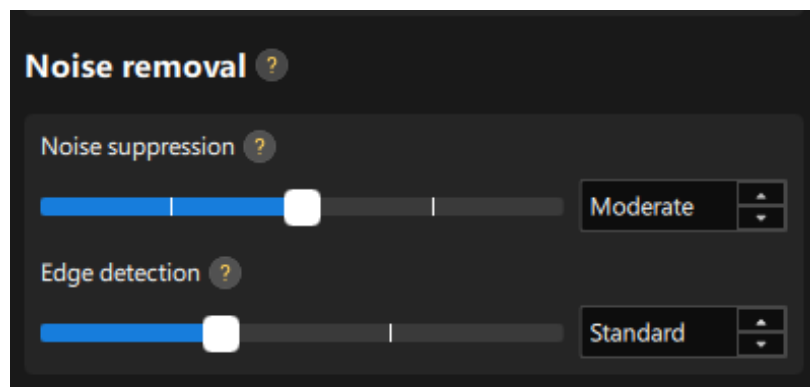 Noise removal ?
Noise suppression ?
Moderate
Edge detection ?
Standard